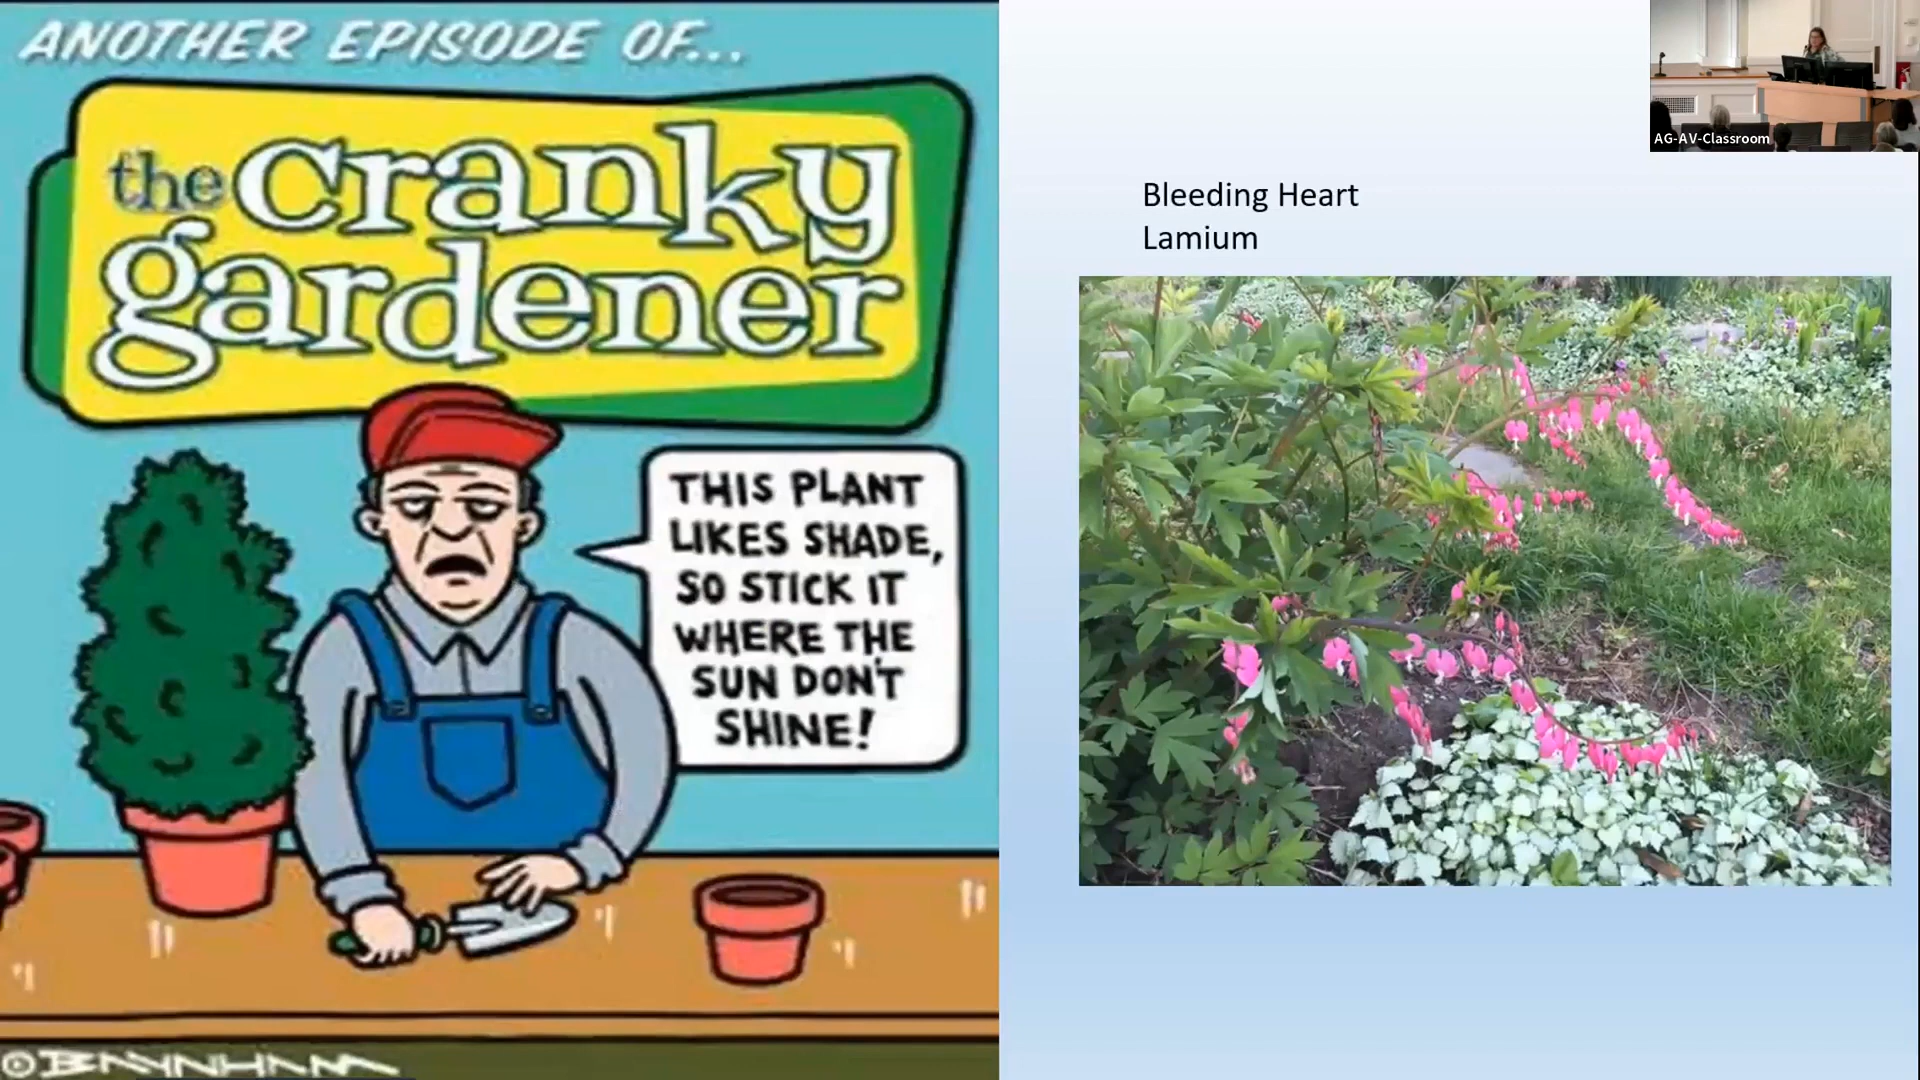 ANOTHER EPISODE OF...
the cranky
gardener
THIS PLANT
LIKES SHADE,
SO STICK IT
WHERE THE
SUN DON'T
SHINE!
©BAYNHAM
Bleeding Heart
Lamium
AG-AV-Classroom